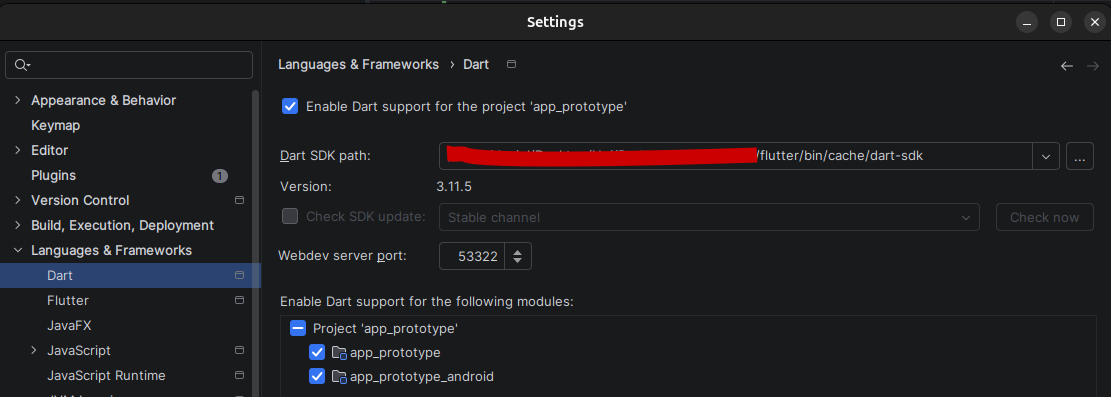 Settings
Languages & Frameworks › Dart
Appearance & Behavior
Enable Dart support for the project 'app_prototype'
Keymap
Editor
Dart SDK path: /flutter/bin/cache/dart-sdk ...
Plugins 1
Version: 3.11.5
Version Control
Check SDK update: Stable channel Check now
Build, Execution, Deployment
Languages & Frameworks
Webdev server port: 53322
Dart
Flutter
Enable Dart support for the following modules:
JavaFX
Project 'app_prototype'
JavaScript
app_prototype
JavaScript Runtime
app_prototype_android